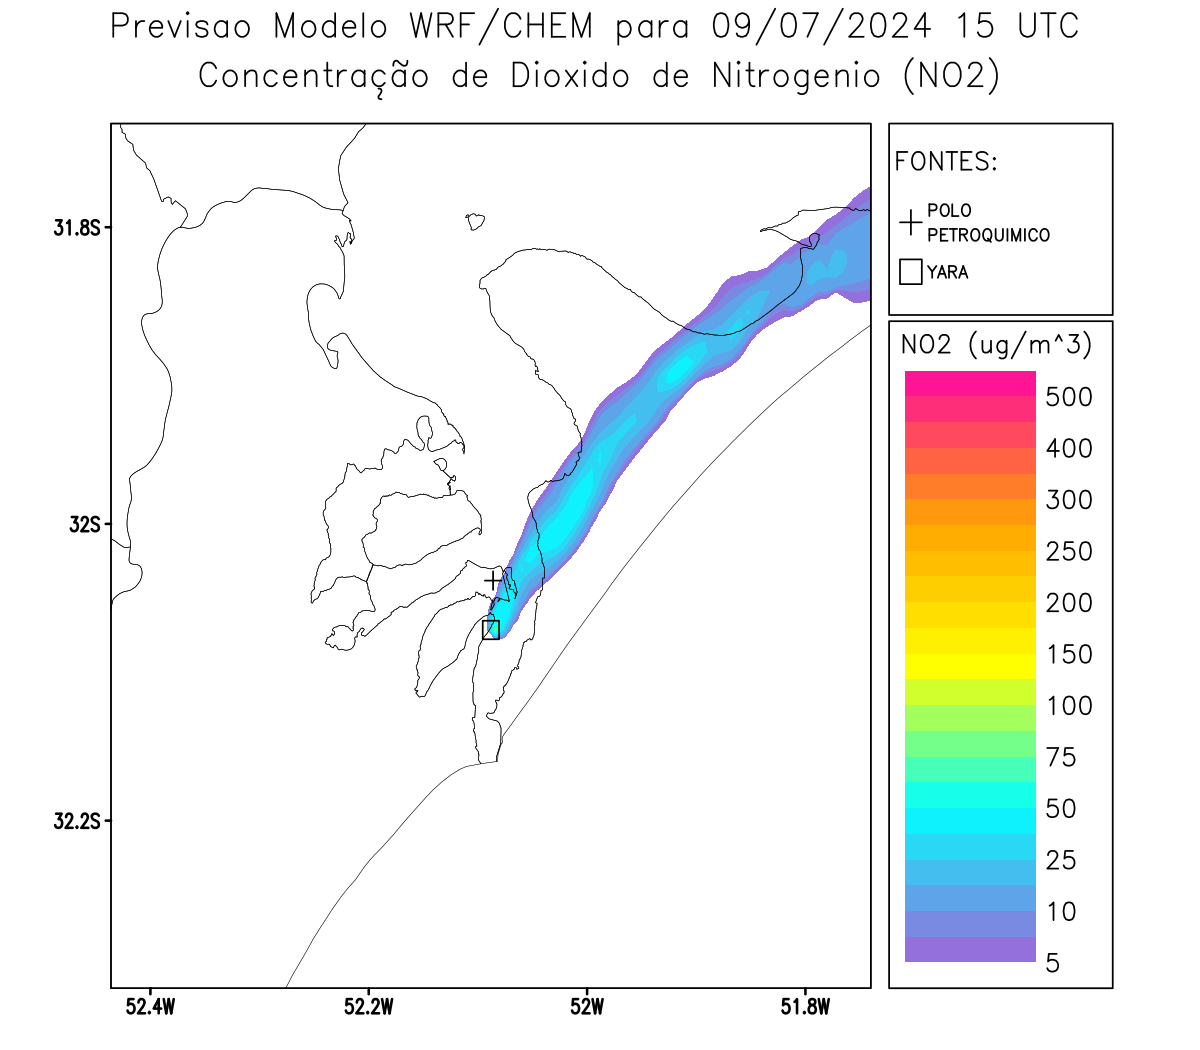 Previsao Modelo WRF/CHEM para 09/07/2024 15 UTC
Concentração de Dioxido de Nitrogenio (NO2)
FONTES:
POLO
PETROQUIMICO
YARA
31.8S
32S
32.2S
52.4W
52.2W
52W
51.8W
NO2 (ug/m^3)
500
400
300
250
200
150
100
75
50
25
10
5